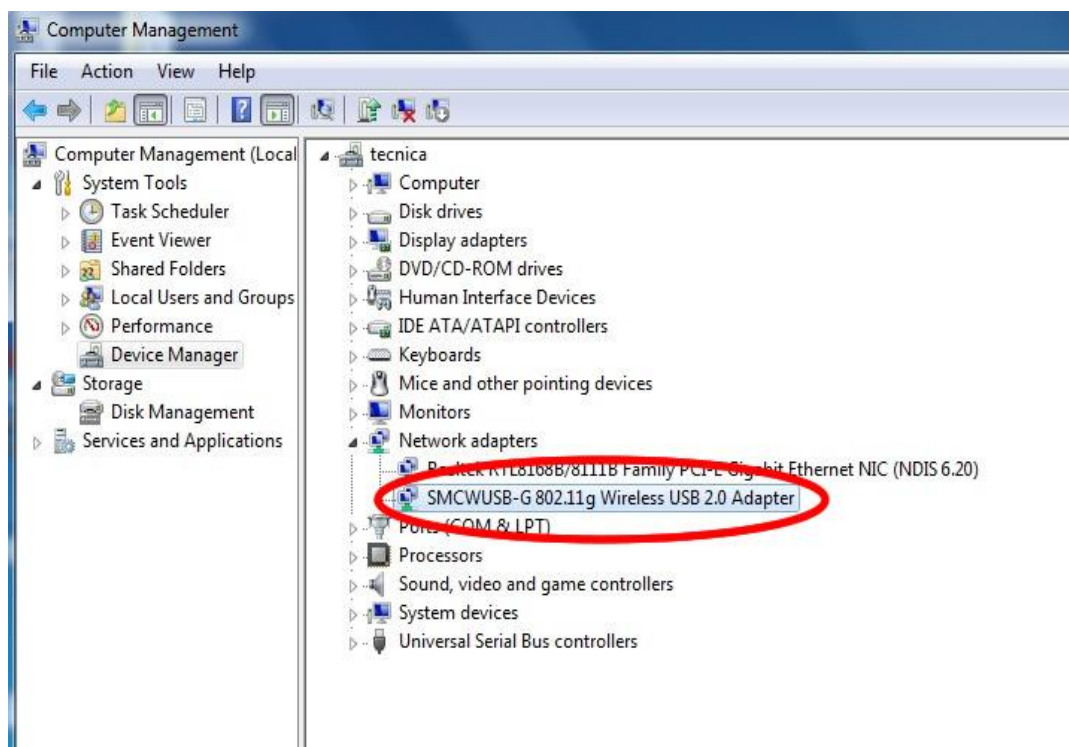 Computer Management
File Action View Help
Computer Management (Local
System Tools
Task Scheduler
Event Viewer
Shared Folders
Local Users and Groups
Performance
Device Manager
Storage
Disk Management
Services and Applications
tecnica
Computer
Disk drives
Display adapters
DVD/CD-ROM drives
Human Interface Devices
IDE ATA/ATAPI controllers
Keyboards
Mice and other pointing devices
Monitors
Network adapters
Realtek RTL8168B/8111B Family PCI-E Gigabit Ethernet NIC (NDIS 6.20)
SMCWUSB-G 802.11g Wireless USB 2.0 Adapter
Ports (COM & LPT)
Processors
Sound, video and game controllers
System devices
Universal Serial Bus controllers